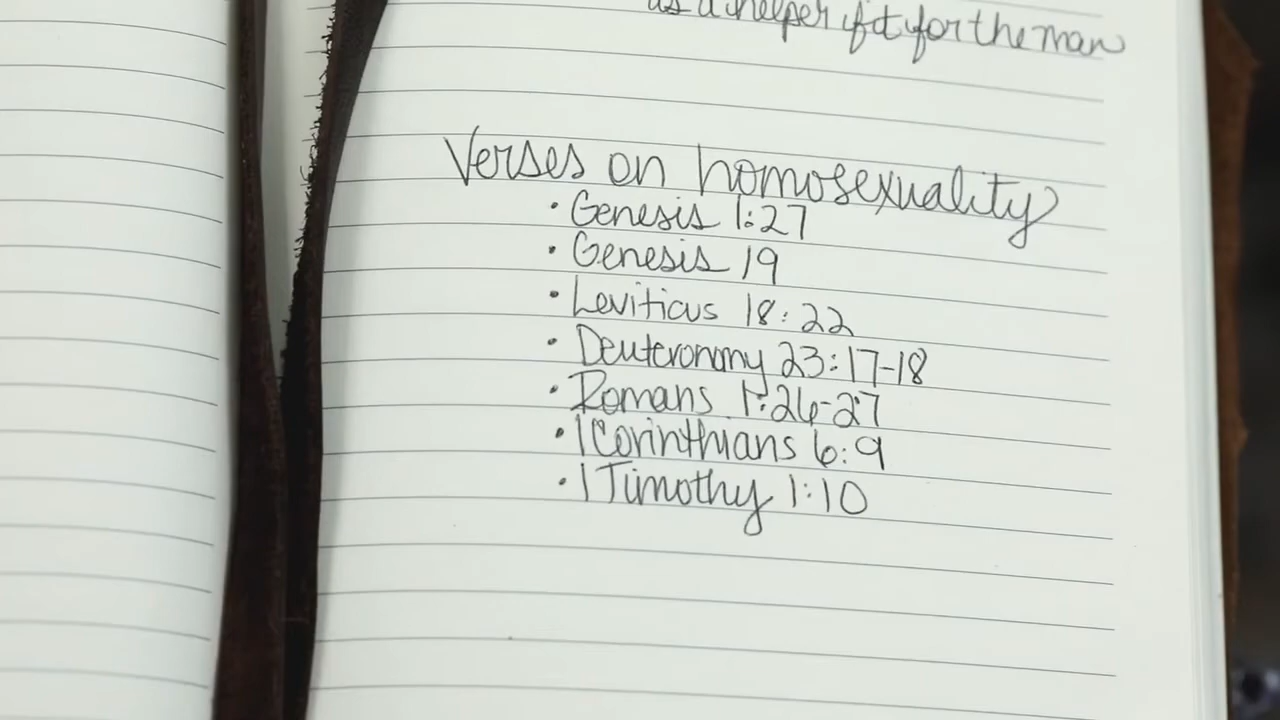 as a helper fit for the man
Verses on homosexuality
• Genesis 1:27
• Genesis 19
• Leviticus 18:22
• Deuteronomy 23:17-18
• Romans 1:26-27
• 1 Corinthians 6:9
• 1 Timothy 1:10